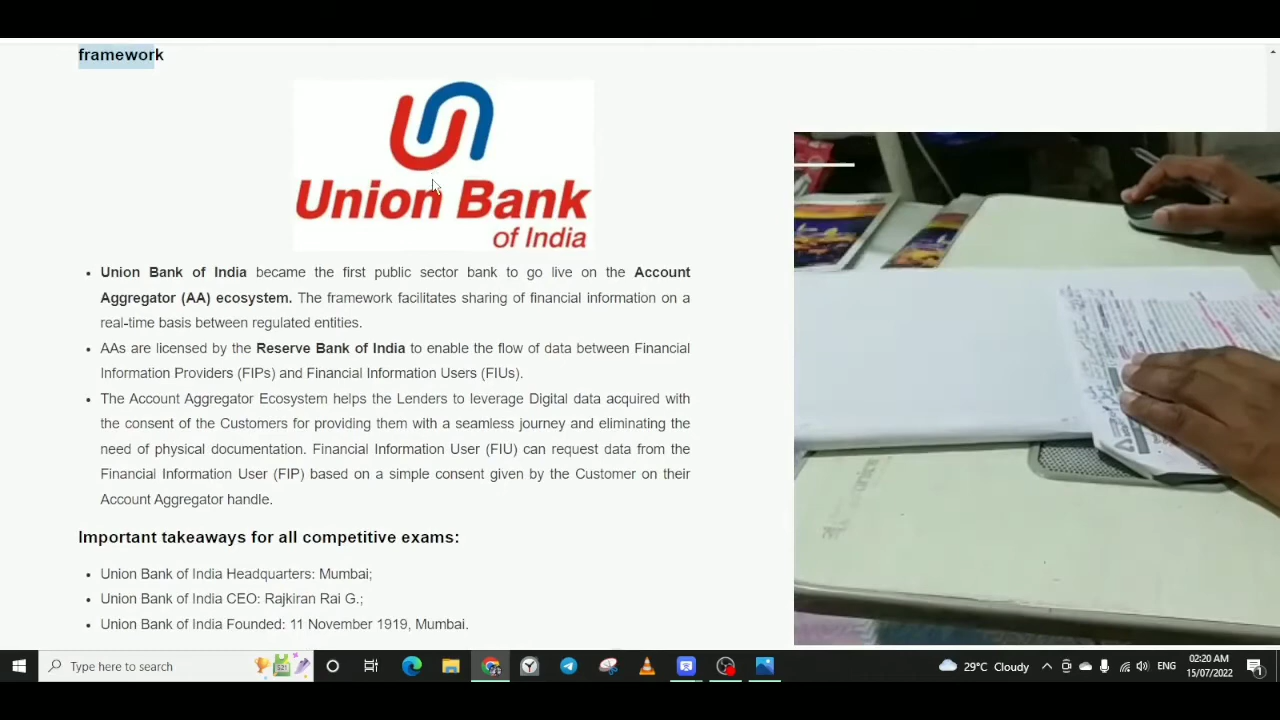 framework
Union Bank
of India
Union Bank of India became the first public sector bank to go live on the Account
Aggregator (AA) ecosystem. The framework facilitates sharing of financial information on a
real-time basis between regulated entities.
AAs are licensed by the Reserve Bank of India to enable the flow of data between Financial
Information Providers (FIPs) and Financial Information Users (FIUs).
The Account Aggregator Ecosystem helps the Lenders to leverage Digital data acquired with
the consent of the Customers for providing them with a seamless journey and eliminating the
need of physical documentation. Financial Information User (FIU) can request data from the
Financial Information User (FIP) based on a simple consent given by the Customer on their
Account Aggregator handle.
Important takeaways for all competitive exams:
Union Bank of India Headquarters: Mumbai;
Union Bank of India CEO: Rajkiran Rai G.;
Union Bank of India Founded: 11 November 1919, Mumbai.
Type here to search
29°C Cloudy
ENG
02:20 AM
15/07/2022
1